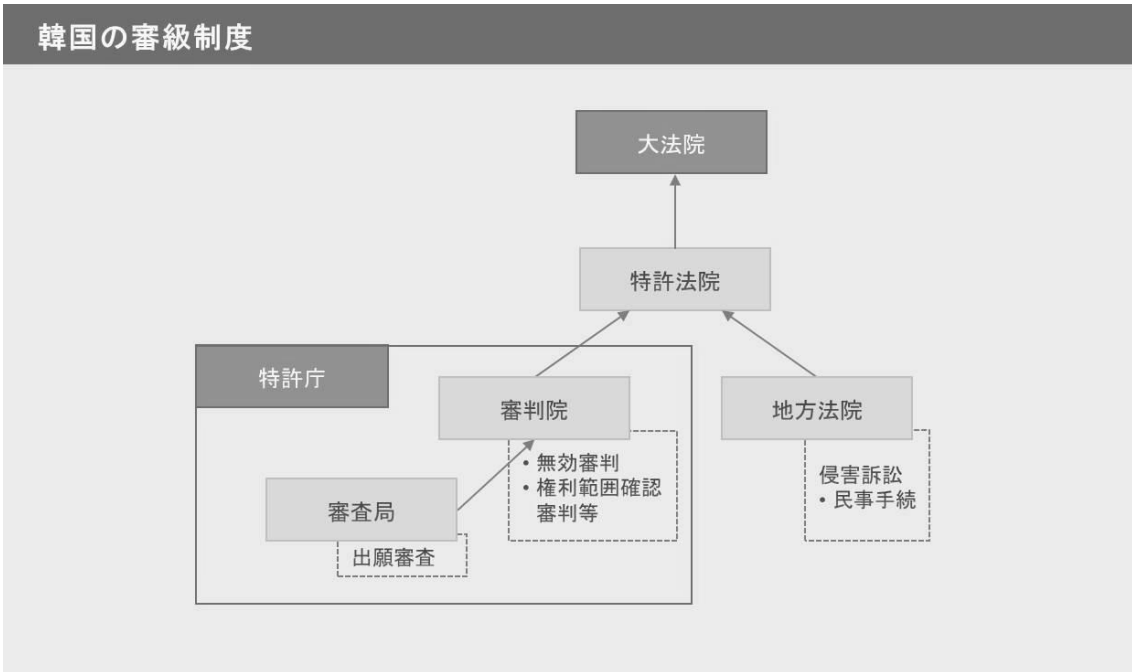 韓国の審級制度
大法院
特許法院
特許庁
審判院
地方法院
・無効審判
・権利範囲確認
審判等
侵害訴訟
・民事手続
審査局
出願審査